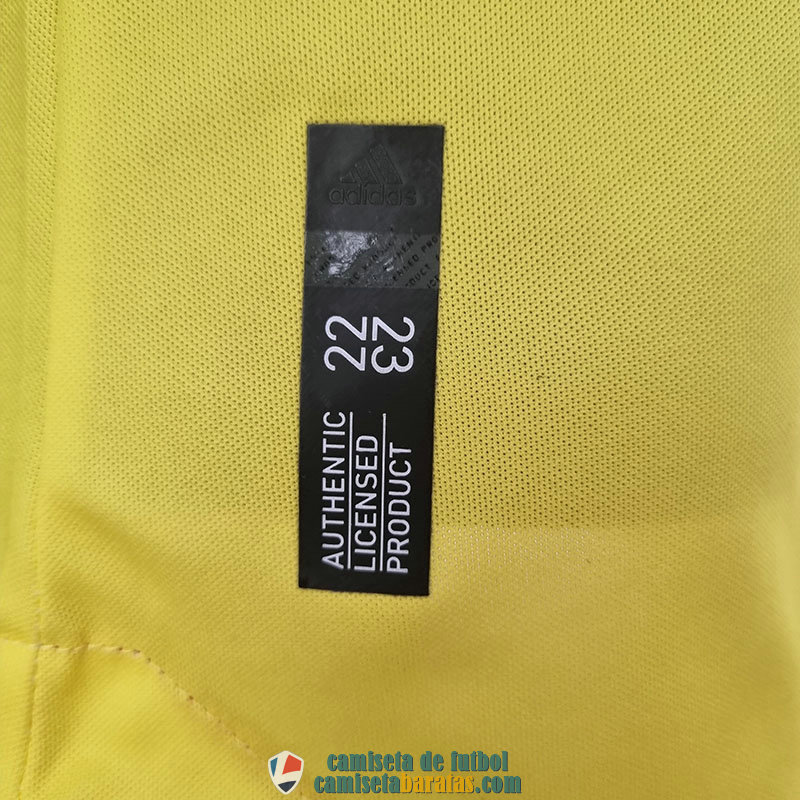 adidas
22
23
AUTHENTIC
LICENSED
PRODUCT
camiseta de futbol
camisetabaratas.com